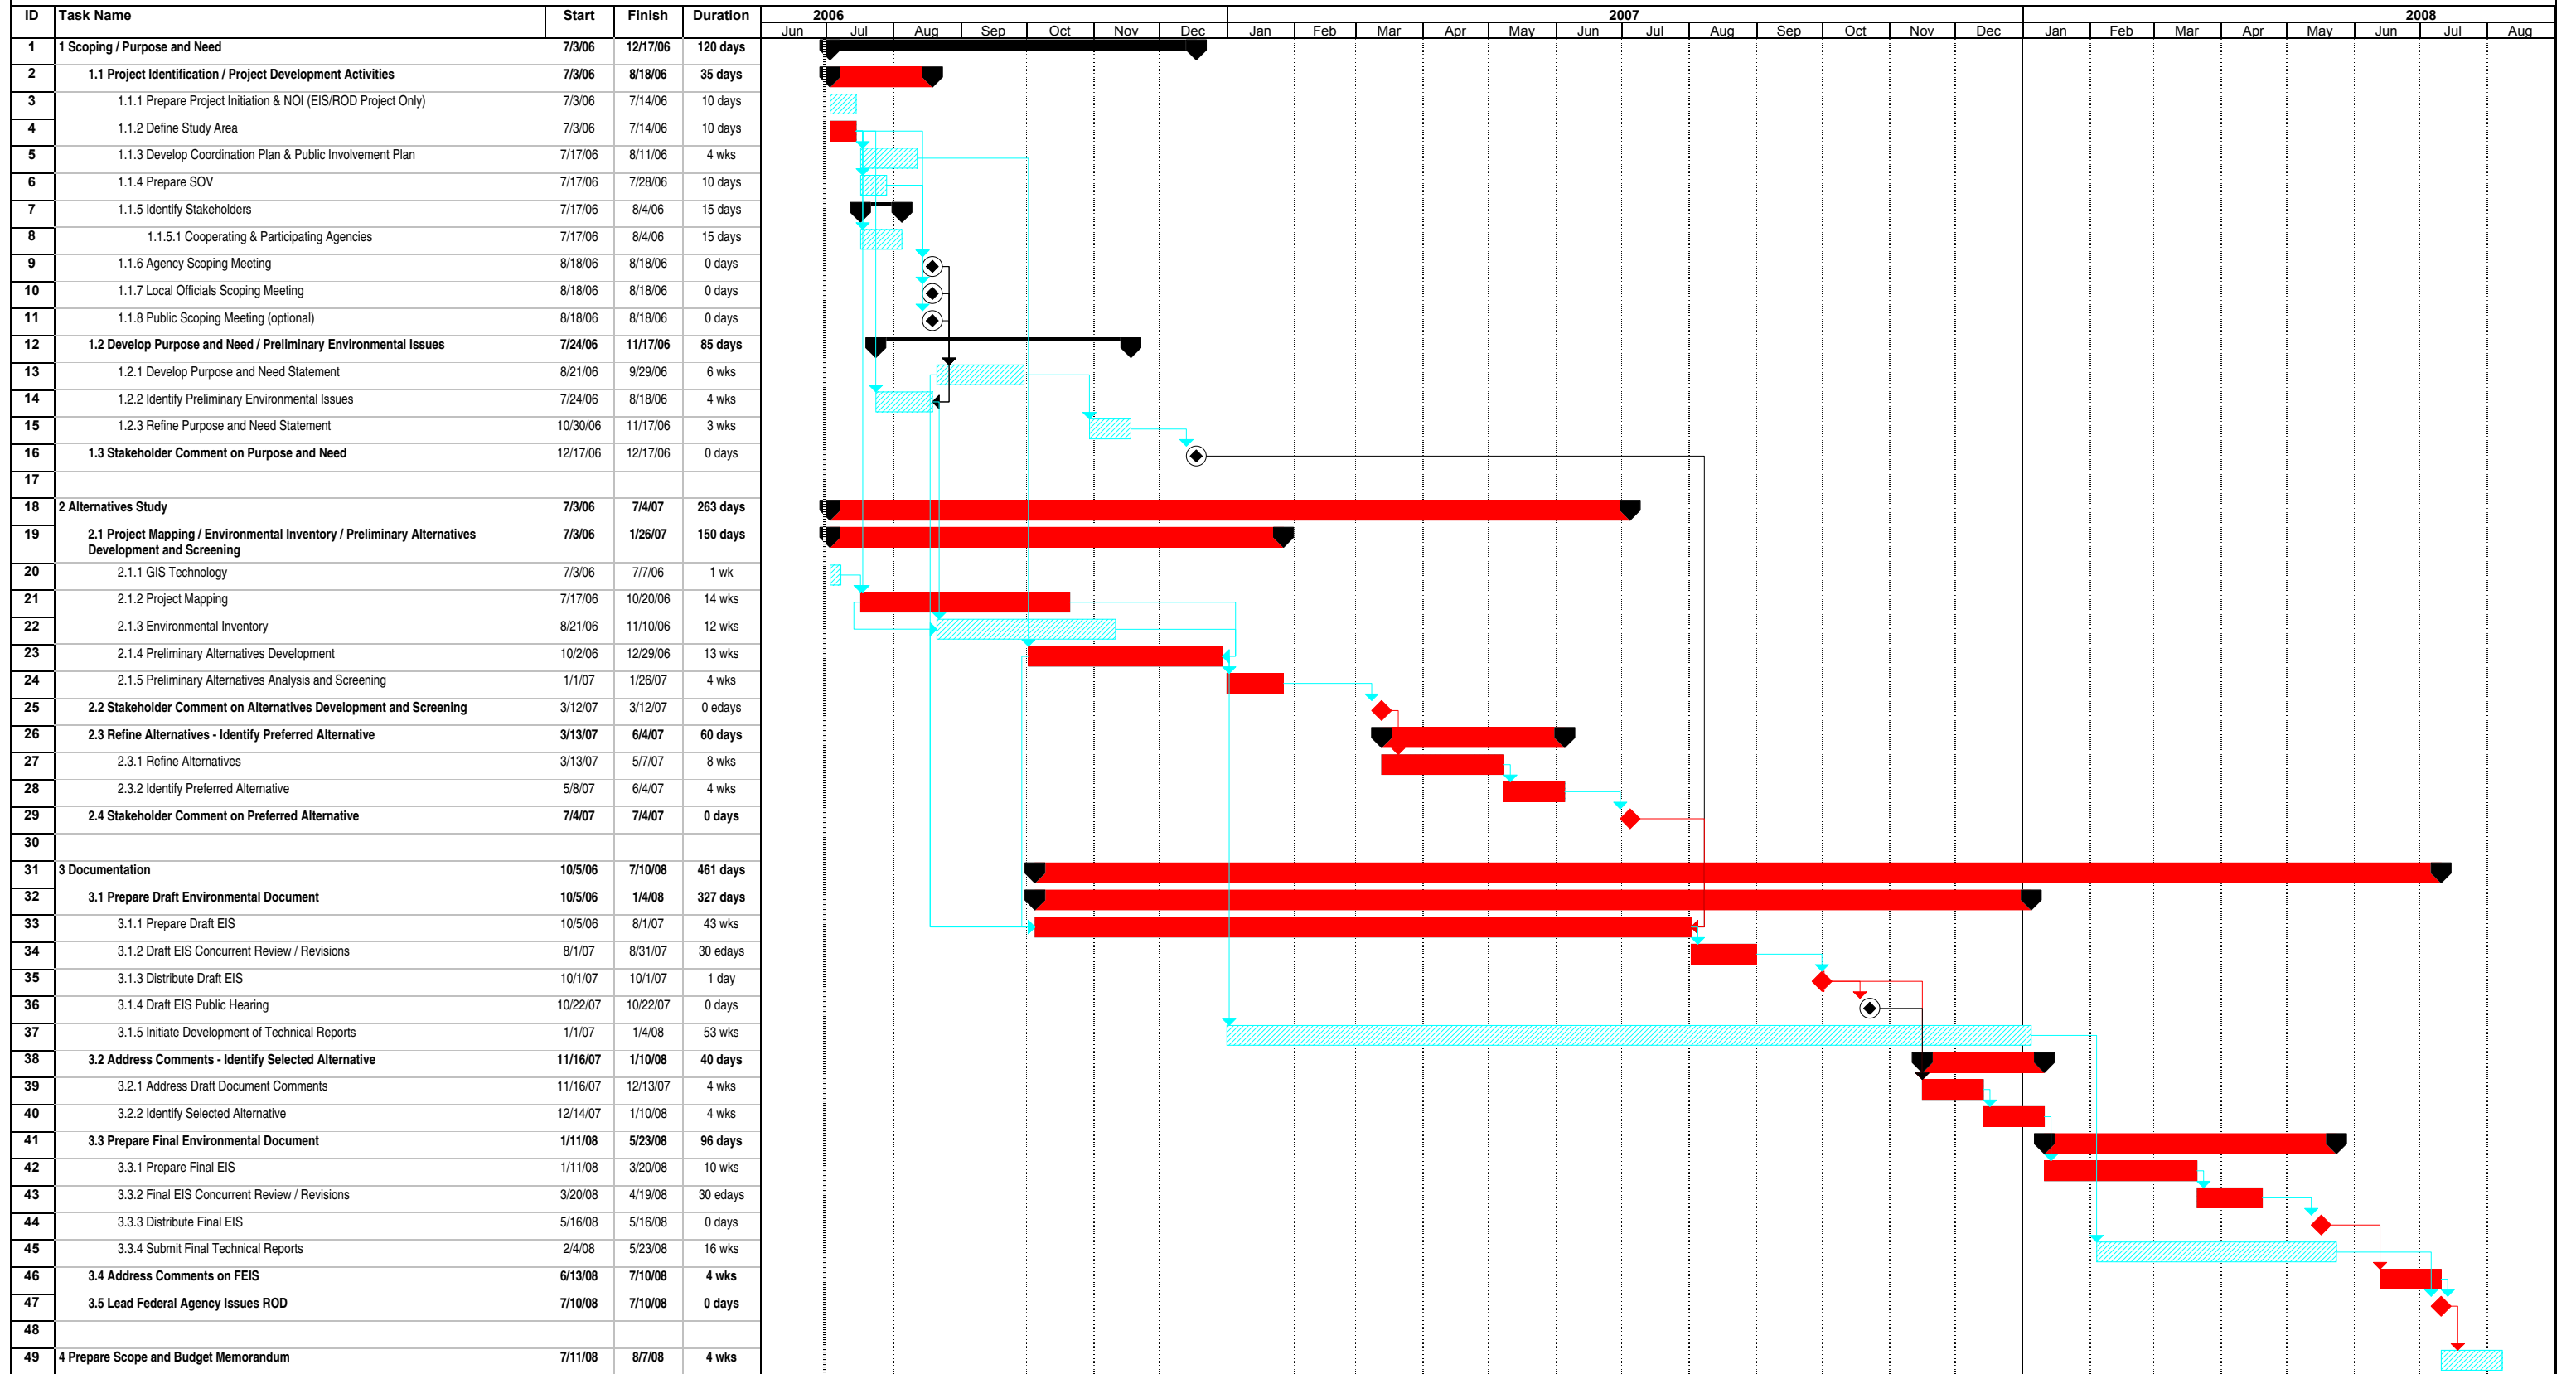 ID Task Name Start Finish Duration 2006 2007 2008
Jun Jul Aug Sep Oct Nov Dec Jan Feb Mar Apr May Jun Jul Aug Sep Oct Nov Dec Jan Feb Mar Apr May Jun Jul Aug
1 1 Scoping / Purpose and Need 7/3/06 12/17/06 120 days
2 1.1 Project Identification / Project Development Activities 7/3/06 8/18/06 35 days
3 1.1.1 Prepare Project Initiation & NOI (EIS/ROD Project Only) 7/3/06 7/14/06 10 days
4 1.1.2 Define Study Area 7/3/06 7/14/06 10 days
5 1.1.3 Develop Coordination Plan & Public Involvement Plan 7/17/06 8/11/06 4 wks
6 1.1.4 Prepare SOV 7/17/06 7/28/06 10 days
7 1.1.5 Identify Stakeholders 7/17/06 8/4/06 15 days
8 1.1.5.1 Cooperating & Participating Agencies 7/17/06 8/4/06 15 days
9 1.1.6 Agency Scoping Meeting 8/18/06 8/18/06 0 days
10 1.1.7 Local Officials Scoping Meeting 8/18/06 8/18/06 0 days
11 1.1.8 Public Scoping Meeting (optional) 8/18/06 8/18/06 0 days
12 1.2 Develop Purpose and Need / Preliminary Environmental Issues 7/24/06 11/17/06 85 days
13 1.2.1 Develop Purpose and Need Statement 8/21/06 9/29/06 6 wks
14 1.2.2 Identify Preliminary Environmental Issues 7/24/06 8/18/06 4 wks
15 1.2.3 Refine Purpose and Need Statement 10/30/06 11/17/06 3 wks
16 1.3 Stakeholder Comment on Purpose and Need 12/17/06 12/17/06 0 days
17
18 2 Alternatives Study 7/3/06 7/4/07 263 days
19 2.1 Project Mapping / Environmental Inventory / Preliminary Alternatives 7/3/06 1/26/07 150 days
Development and Screening
20 2.1.1 GIS Technology 7/3/06 7/7/06 1 wk
21 2.1.2 Project Mapping 7/17/06 10/20/06 14 wks
22 2.1.3 Environmental Inventory 8/21/06 11/10/06 12 wks
23 2.1.4 Preliminary Alternatives Development 10/2/06 12/29/06 13 wks
24 2.1.5 Preliminary Alternatives Analysis and Screening 1/1/07 1/26/07 4 wks
25 2.2 Stakeholder Comment on Alternatives Development and Screening 3/12/07 3/12/07 0 edays
26 2.3 Refine Alternatives - Identify Preferred Alternative 3/13/07 6/4/07 60 days
27 2.3.1 Refine Alternatives 3/13/07 5/7/07 8 wks
28 2.3.2 Identify Preferred Alternative 5/8/07 6/4/07 4 wks
29 2.4 Stakeholder Comment on Preferred Alternative 7/4/07 7/4/07 0 days
30
31 3 Documentation 10/5/06 7/10/08 461 days
32 3.1 Prepare Draft Environmental Document 10/5/06 1/4/08 327 days
33 3.1.1 Prepare Draft EIS 10/5/06 8/1/07 43 wks
34 3.1.2 Draft EIS Concurrent Review / Revisions 8/1/07 8/31/07 30 edays
35 3.1.3 Distribute Draft EIS 10/1/07 10/1/07 1 day
36 3.1.4 Draft EIS Public Hearing 10/22/07 10/22/07 0 days
37 3.1.5 Initiate Development of Technical Reports 1/1/07 1/4/08 53 wks
38 3.2 Address Comments - Identify Selected Alternative 11/16/07 1/10/08 40 days
39 3.2.1 Address Draft Document Comments 11/16/07 12/13/07 4 wks
40 3.2.2 Identify Selected Alternative 12/14/07 1/10/08 4 wks
41 3.3 Prepare Final Environmental Document 1/11/08 5/23/08 96 days
42 3.3.1 Prepare Final EIS 1/11/08 3/20/08 10 wks
43 3.3.2 Final EIS Concurrent Review / Revisions 3/20/08 4/19/08 30 edays
44 3.3.3 Distribute Final EIS 5/16/08 5/16/08 0 days
45 3.3.4 Submit Final Technical Reports 2/4/08 5/23/08 16 wks
46 3.4 Address Comments on FEIS 6/13/08 7/10/08 4 wks
47 3.5 Lead Federal Agency Issues ROD 7/10/08 7/10/08 0 days
48
49 4 Prepare Scope and Budget Memorandum 7/11/08 8/7/08 4 wks